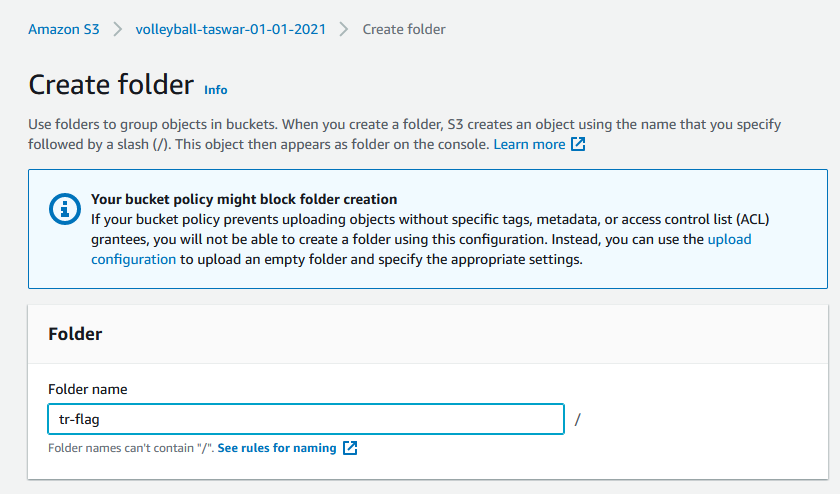 Amazon S3 > volleyball-taswar-01-01-2021 > Create folder
Create folder Info
Use folders to group objects in buckets. When you create a folder, S3 creates an object using the name that you specify
followed by a slash (/). This object then appears as folder on the console. Learn more
Your bucket policy might block folder creation
If your bucket policy prevents uploading objects without specific tags, metadata, or access control list (ACL)
grantees, you will not be able to create a folder using this configuration. Instead, you can use the upload
configuration to upload an empty folder and specify the appropriate settings.
Folder
Folder name
tr-flag /
Folder names can't contain "/". See rules for naming